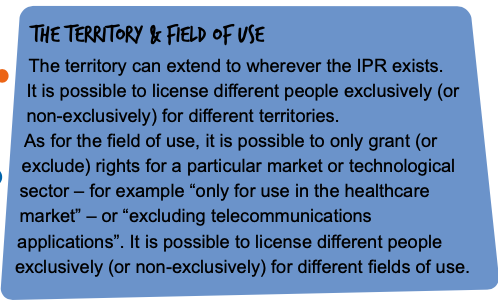 THE TERRITORY & FIELD OF USE
The territory can extend to wherever the IPR exists.
It is possible to license different people exclusively (or
non-exclusively) for different territories.
As for the field of use, it is possible to only grant (or
exclude) rights for a particular market or technological
sector – for example “only for use in the healthcare
market” – or “excluding telecommunications
applications”. It is possible to license different people
exclusively (or non-exclusively) for different fields of use.